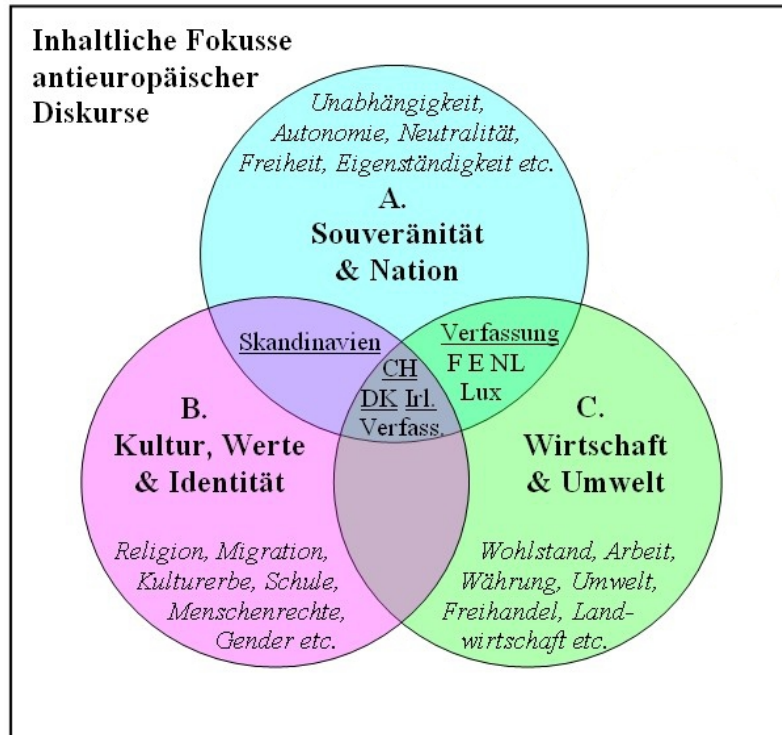 Inhaltliche Fokusse
antieuropäischer
Diskurse
Unabhängigkeit,
Autonomie, Neutralität,
Freiheit, Eigenständigkeit etc.
A.
Souveränität
& Nation
Skandinavien
Verfassung
F E NL
Lux
CH
DK Irl.
Verfass.
B.
Kultur, Werte
& Identität
Religion, Migration,
Kulturerbe, Schule,
Menschenrechte,
Gender etc.
C.
Wirtschaft
& Umwelt
Wohlstand, Arbeit,
Währung, Umwelt,
Freihandel, Land-
wirtschaft etc.